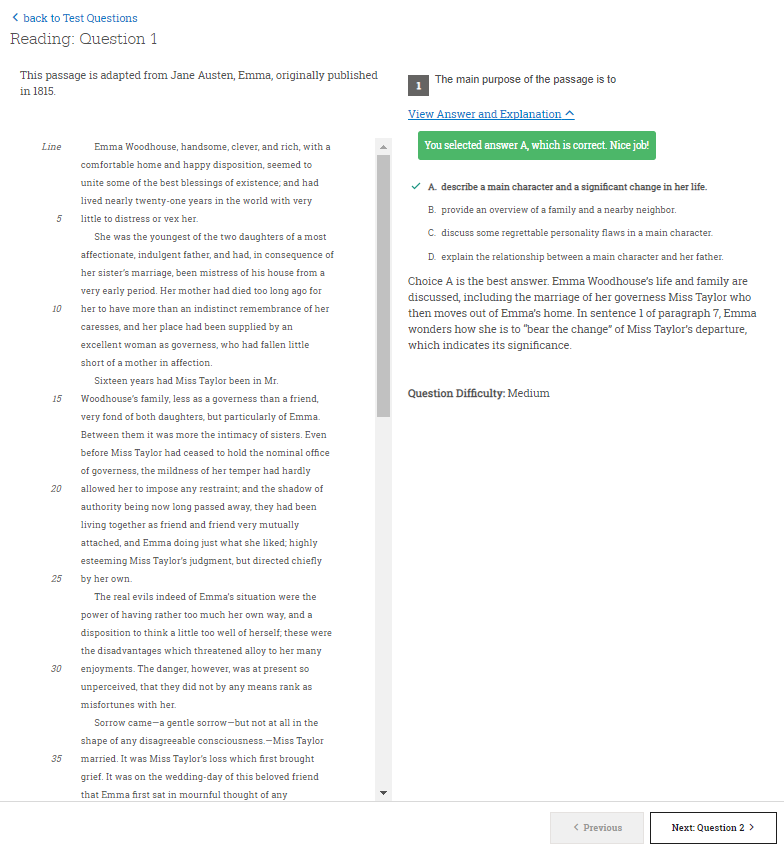 back to Test Questions
Reading: Question 1
This passage is adapted from Jane Austen, Emma, originally published
in 1815.
Line Emma Woodhouse, handsome, clever, and rich, with a
comfortable home and happy disposition, seemed to
unite some of the best blessings of existence; and had
lived nearly twenty-one years in the world with very
5 little to distress or vex her.
She was the youngest of the two daughters of a most
affectionate, indulgent father, and had, in consequence of
her sister's marriage, been mistress of his house from a
very early period. Her mother had died too long ago for
10 her to have more than an indistinct remembrance of her
caresses, and her place had been supplied by an
excellent woman as governess, who had fallen little
short of a mother in affection.
Sixteen years had Miss Taylor been in Mr.
15 Woodhouse's family, less as a governess than a friend,
very fond of both daughters, but particularly of Emma.
Between them it was more the intimacy of sisters. Even
before Miss Taylor had ceased to hold the nominal office
of governess, the mildness of her temper had hardly
20 allowed her to impose any restraint; and the shadow of
authority being now long passed away, they had been
living together as friend and friend very mutually
attached, and Emma doing just what she liked; highly
esteeming Miss Taylor's judgment, but directed chiefly
25 by her own.
The real evils indeed of Emma's situation were the
power of having rather too much her own way, and a
disposition to think a little too well of herself; these were
the disadvantages which threatened alloy to her many
30 enjoyments. The danger, however, was at present so
unperceived, that they did not by any means rank as
misfortunes with her.
Sorrow came—a gentle sorrow—but not at all in the
shape of any disagreeable consciousness.—Miss Taylor
35 married. It was Miss Taylor's loss which first brought
grief. It was on the wedding-day of this beloved friend
that Emma first sat in mournful thought of any
1 The main purpose of the passage is to
View Answer and Explanation
You selected answer A, which is correct. Nice job!
A. describe a main character and a significant change in her life.
B. provide an overview of a family and a nearby neighbor.
C. discuss some regrettable personality flaws in a main character.
D. explain the relationship between a main character and her father.
Choice A is the best answer. Emma Woodhouse's life and family are
discussed, including the marriage of her governess Miss Taylor who
then moves out of Emma's home. In sentence 1 of paragraph 7, Emma
wonders how she is to "bear the change" of Miss Taylor's departure,
which indicates its significance.
Question Difficulty: Medium
Previous
Next: Question 2